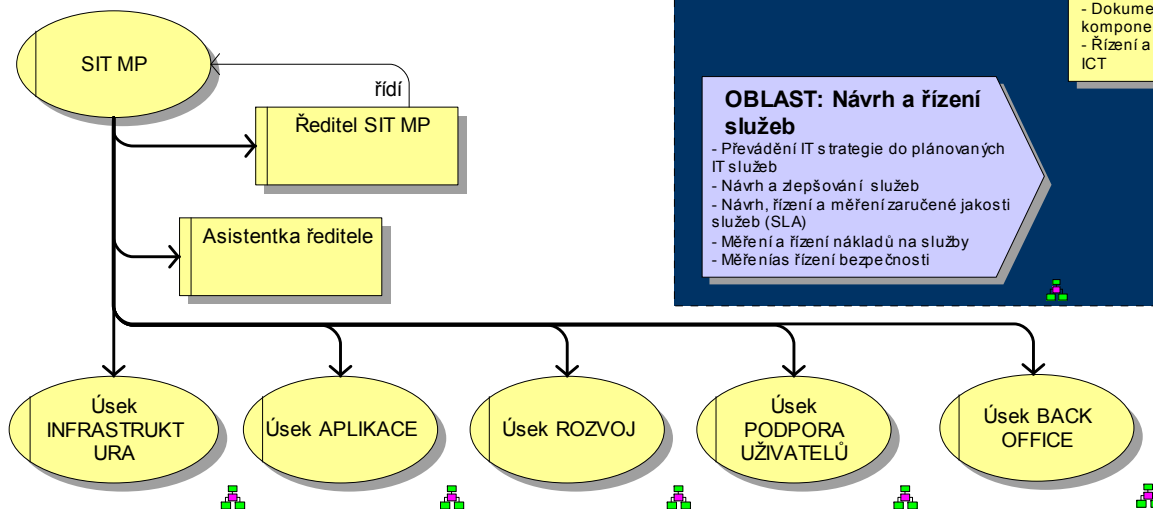 SIT MP
řídí
Ředitel SIT MP
Asistentka ředitele
Úsek
INFRASTRUKT
URA
Úsek APLIKACE
Úsek ROZVOJ
Úsek
PODPORA
UŽIVATELŮ
Úsek BACK
OFFICE
OBLAST: Návrh a řízení
služeb
- Převádění IT strategie do plánovaných
IT služeb
- Návrh a zlepšování služeb
- Návrh, řízení a měření zaručené jakosti
služeb (SLA)
- Měření a řízení nákladů na služby
- Měřenías řízení bezpečnosti
- Dokume
kompone
- Řízení a
ICT